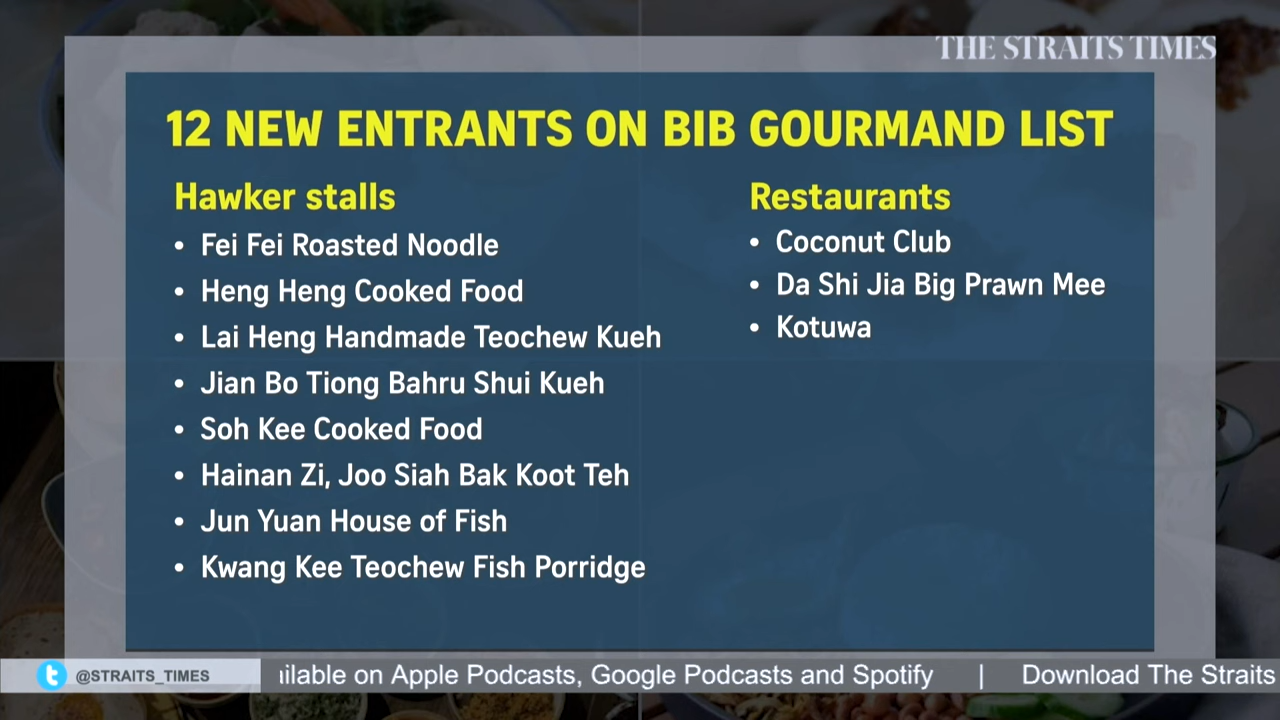 THE STRAITS TIMES
12 NEW ENTRANTS ON BIB GOURMAND LIST
Hawker stalls
• Fei Fei Roasted Noodle
• Heng Heng Cooked Food
• Lai Heng Handmade Teochew Kueh
• Jian Bo Tiong Bahru Shui Kueh
• Soh Kee Cooked Food
• Hainan Zi, Joo Siah Bak Koot Teh
• Jun Yuan House of Fish
• Kwang Kee Teochew Fish Porridge
Restaurants
• Coconut Club
• Da Shi Jia Big Prawn Mee
• Kotuwa
@STRAITS_TIMES
ilable on Apple Podcasts, Google Podcasts and Spotify | Download The Straits